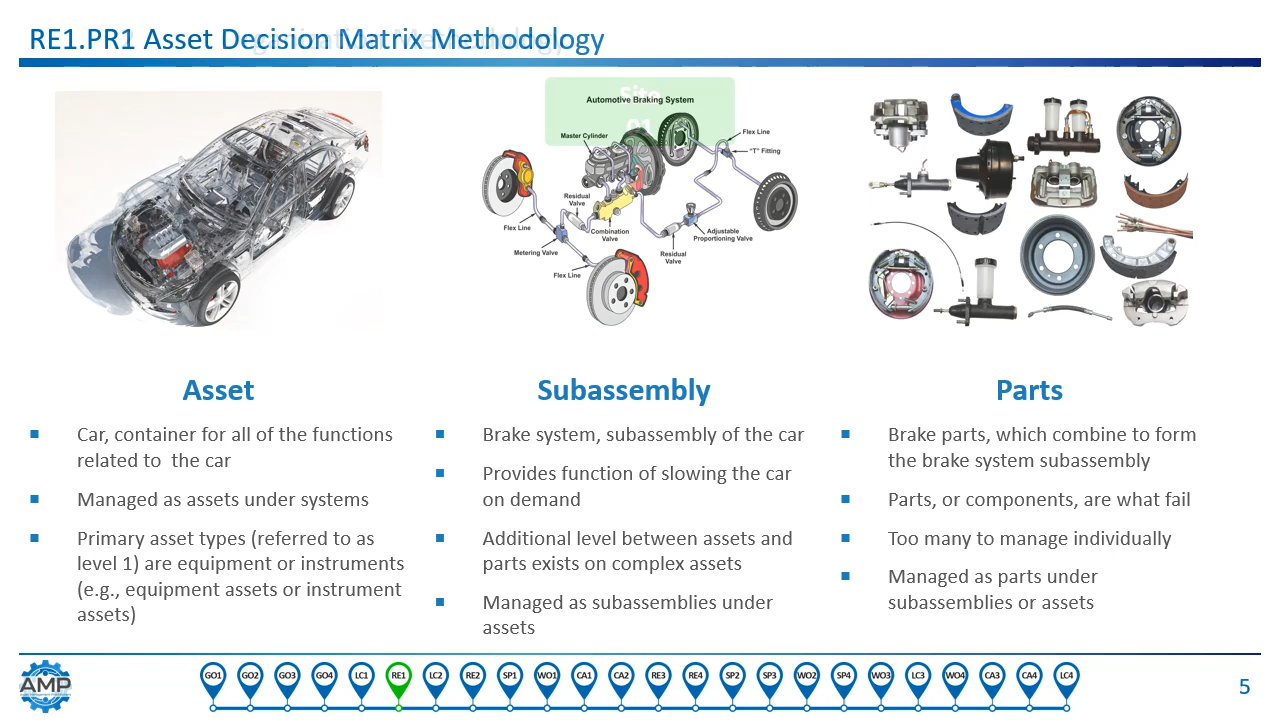 RE1.PR1 Asset Decision Matrix Methodology
Site
01
Automotive Braking System
Master Cylinder
Flex Line
"T" Fitting
Residual
Valve
Flex Line
Combination
Valve
Metering Valve
Adjustable
Proportioning Valve
Residual
Valve
Flex Line
Asset
Car, container for all of the functions
related to the car
Managed as assets under systems
Primary asset types (referred to as
level 1) are equipment or instruments
(e.g., equipment assets or instrument
assets)
Subassembly
Brake system, subassembly of the car
Provides function of slowing the car
on demand
Additional level between assets and
parts exists on complex assets
Managed as subassemblies under
assets
Parts
Brake parts, which combine to form
the brake system subassembly
Parts, or components, are what fail
Too many to manage individually
Managed as parts under
subassemblies or assets
AMP
GO1 GO2 GO3 GO4 LC1 RE1 LC2 RE2 SP1 WO1 CA1 CA2 RE3 RE4 SP2 SP3 WO2 SP4 WO3 LC3 WO4 CA3 CA4 LC4
5